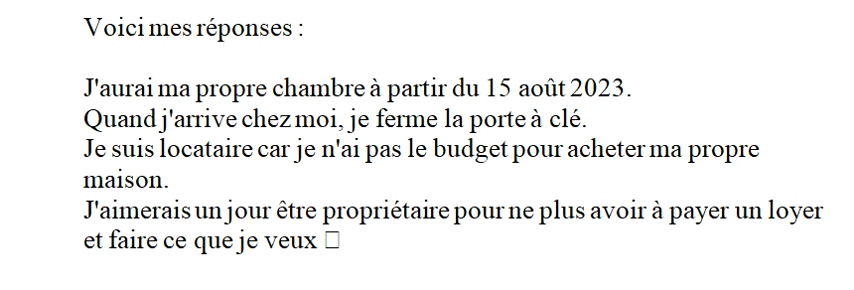 Voici mes réponses :
J'aurai ma propre chambre à partir du 15 août 2023.
Quand j'arrive chez moi, je ferme la porte à clé.
Je suis locataire car je n'ai pas le budget pour acheter ma propre
maison.
J'aimerais un jour être propriétaire pour ne plus avoir à payer un loyer
et faire ce que je veux □